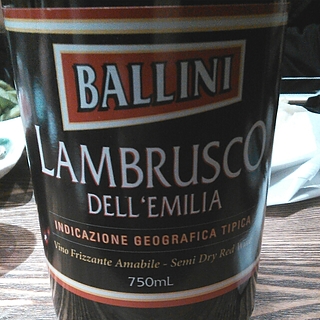 BALLINI
LAMBRUSCO
DELL'EMILIA
INDICAZIONE GEOGRAFICA TIPICA
Vino Frizzante Amabile - Semi Dry Red Wine
750mL